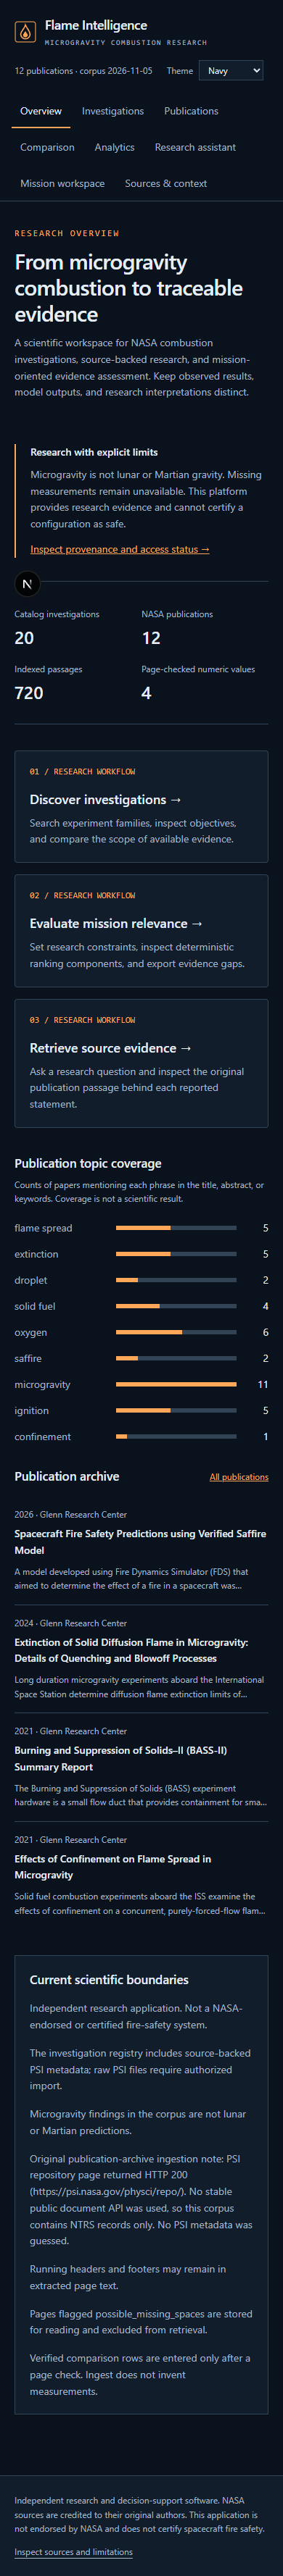 Flame Intelligence
MICROGRAVITY COMBUSTION RESEARCH
12 publications · corpus 2026-11-05 Theme Navy
Overview Investigations Publications
Comparison Analytics Research assistant
Mission workspace Sources & context
RESEARCH OVERVIEW
From microgravity
combustion to traceable
evidence
A scientific workspace for NASA combustion
investigations, source-backed research, and mission-
oriented evidence assessment. Keep observed results,
model outputs, and research interpretations distinct.
Research with explicit limits
Microgravity is not lunar or Martian gravity. Missing
measurements remain unavailable. This platform
provides research evidence and cannot certify a
configuration as safe.
Inspect provenance and access status →
N
Catalog investigations NASA publications
20 12
Indexed passages Page-checked numeric values
720 4
01 / RESEARCH WORKFLOW
Discover investigations →
Search experiment families, inspect objectives,
and compare the scope of available evidence.
02 / RESEARCH WORKFLOW
Evaluate mission relevance →
Set research constraints, inspect deterministic
ranking components, and export evidence gaps.
03 / RESEARCH WORKFLOW
Retrieve source evidence →
Ask a research question and inspect the original
publication passage behind each reported
statement.
Publication topic coverage
Counts of papers mentioning each phrase in the title, abstract, or
keywords. Coverage is not a scientific result.
flame spread 5
extinction 5
droplet 2
solid fuel 4
oxygen 6
saffire 2
microgravity 11
ignition 5
confinement 1
Publication archive All publications
2026 · Glenn Research Center
Spacecraft Fire Safety Predictions using Verified Saffire
Model
A model developed using Fire Dynamics Simulator (FDS) that
aimed to determine the effect of a fire in a spacecraft was...
2024 · Glenn Research Center
Extinction of Solid Diffusion Flame in Microgravity:
Details of Quenching and Blowoff Processes
Long duration microgravity experiments aboard the International
Space Station determine diffusion flame extinction limits of...
2021 · Glenn Research Center
Burning and Suppression of Solids–II (BASS-II)
Summary Report
The Burning and Suppression of Solids (BASS) experiment
hardware is a small flow duct that provides containment for sma...
2021 · Glenn Research Center
Effects of Confinement on Flame Spread in
Microgravity
Solid fuel combustion experiments aboard the ISS examine the
effects of confinement on a concurrent, purely-forced-flow flam...
Current scientific boundaries
Independent research application. Not a NASA-
endorsed or certified fire-safety system.
The investigation registry includes source-backed
PSI metadata; raw PSI files require authorized
import.
Microgravity findings in the corpus are not lunar
or Martian predictions.
Original publication-archive ingestion note: PSI
repository page returned HTTP 200
(https://psi.nasa.gov/physci/repo/). No stable
public document API was used, so this corpus
contains NTRS records only. No PSI metadata was
guessed.
Running headers and footers may remain in
extracted page text.
Pages flagged possible_missing_spaces are stored
for reading and excluded from retrieval.
Verified comparison rows are entered only after a
page check. Ingest does not invent
measurements.
Independent research and decision-support software. NASA
sources are credited to their original authors. This application is
not endorsed by NASA and does not certify spacecraft fire safety.
Inspect sources and limitations